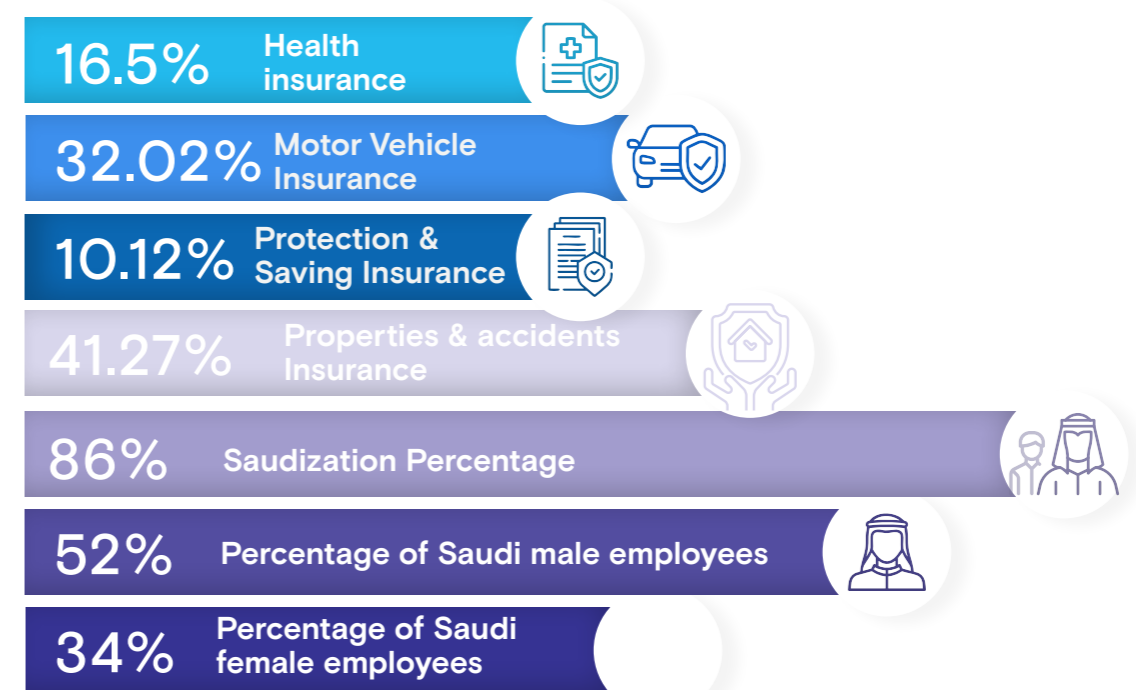 16.5%
Health
insurance
32.02%
Motor Vehicle
Insurance
10.12%
Protection &
Saving Insurance
41.27%
Properties & accidents
Insurance
86%
Saudization Percentage
52%
Percentage of Saudi male employees
34%
Percentage of Saudi
female employees